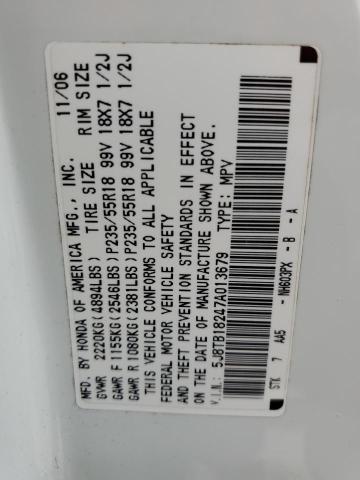 MFD. BY HONDA OF AMERICA MFG., INC. 11/06
GVWR 2220KG(4894LBS) TIRE SIZE RIM SIZE
GAWR F 1155KG(2546LBS) P235/55R18 99V 18X7 1/2J
GAWR R 1080KG(2381LBS) P235/55R18 99V 18X7 1/2J
THIS VEHICLE CONFORMS TO ALL APPLICABLE
FEDERAL MOTOR VEHICLE SAFETY
AND THEFT PREVENTION STANDARDS IN EFFECT
ON THE DATE OF MANUFACTURE SHOWN ABOVE.
V.I.N.: 5J8TB18247A013679 TYPE: MPV
STK 7 AA5 - NH603PX - B - A